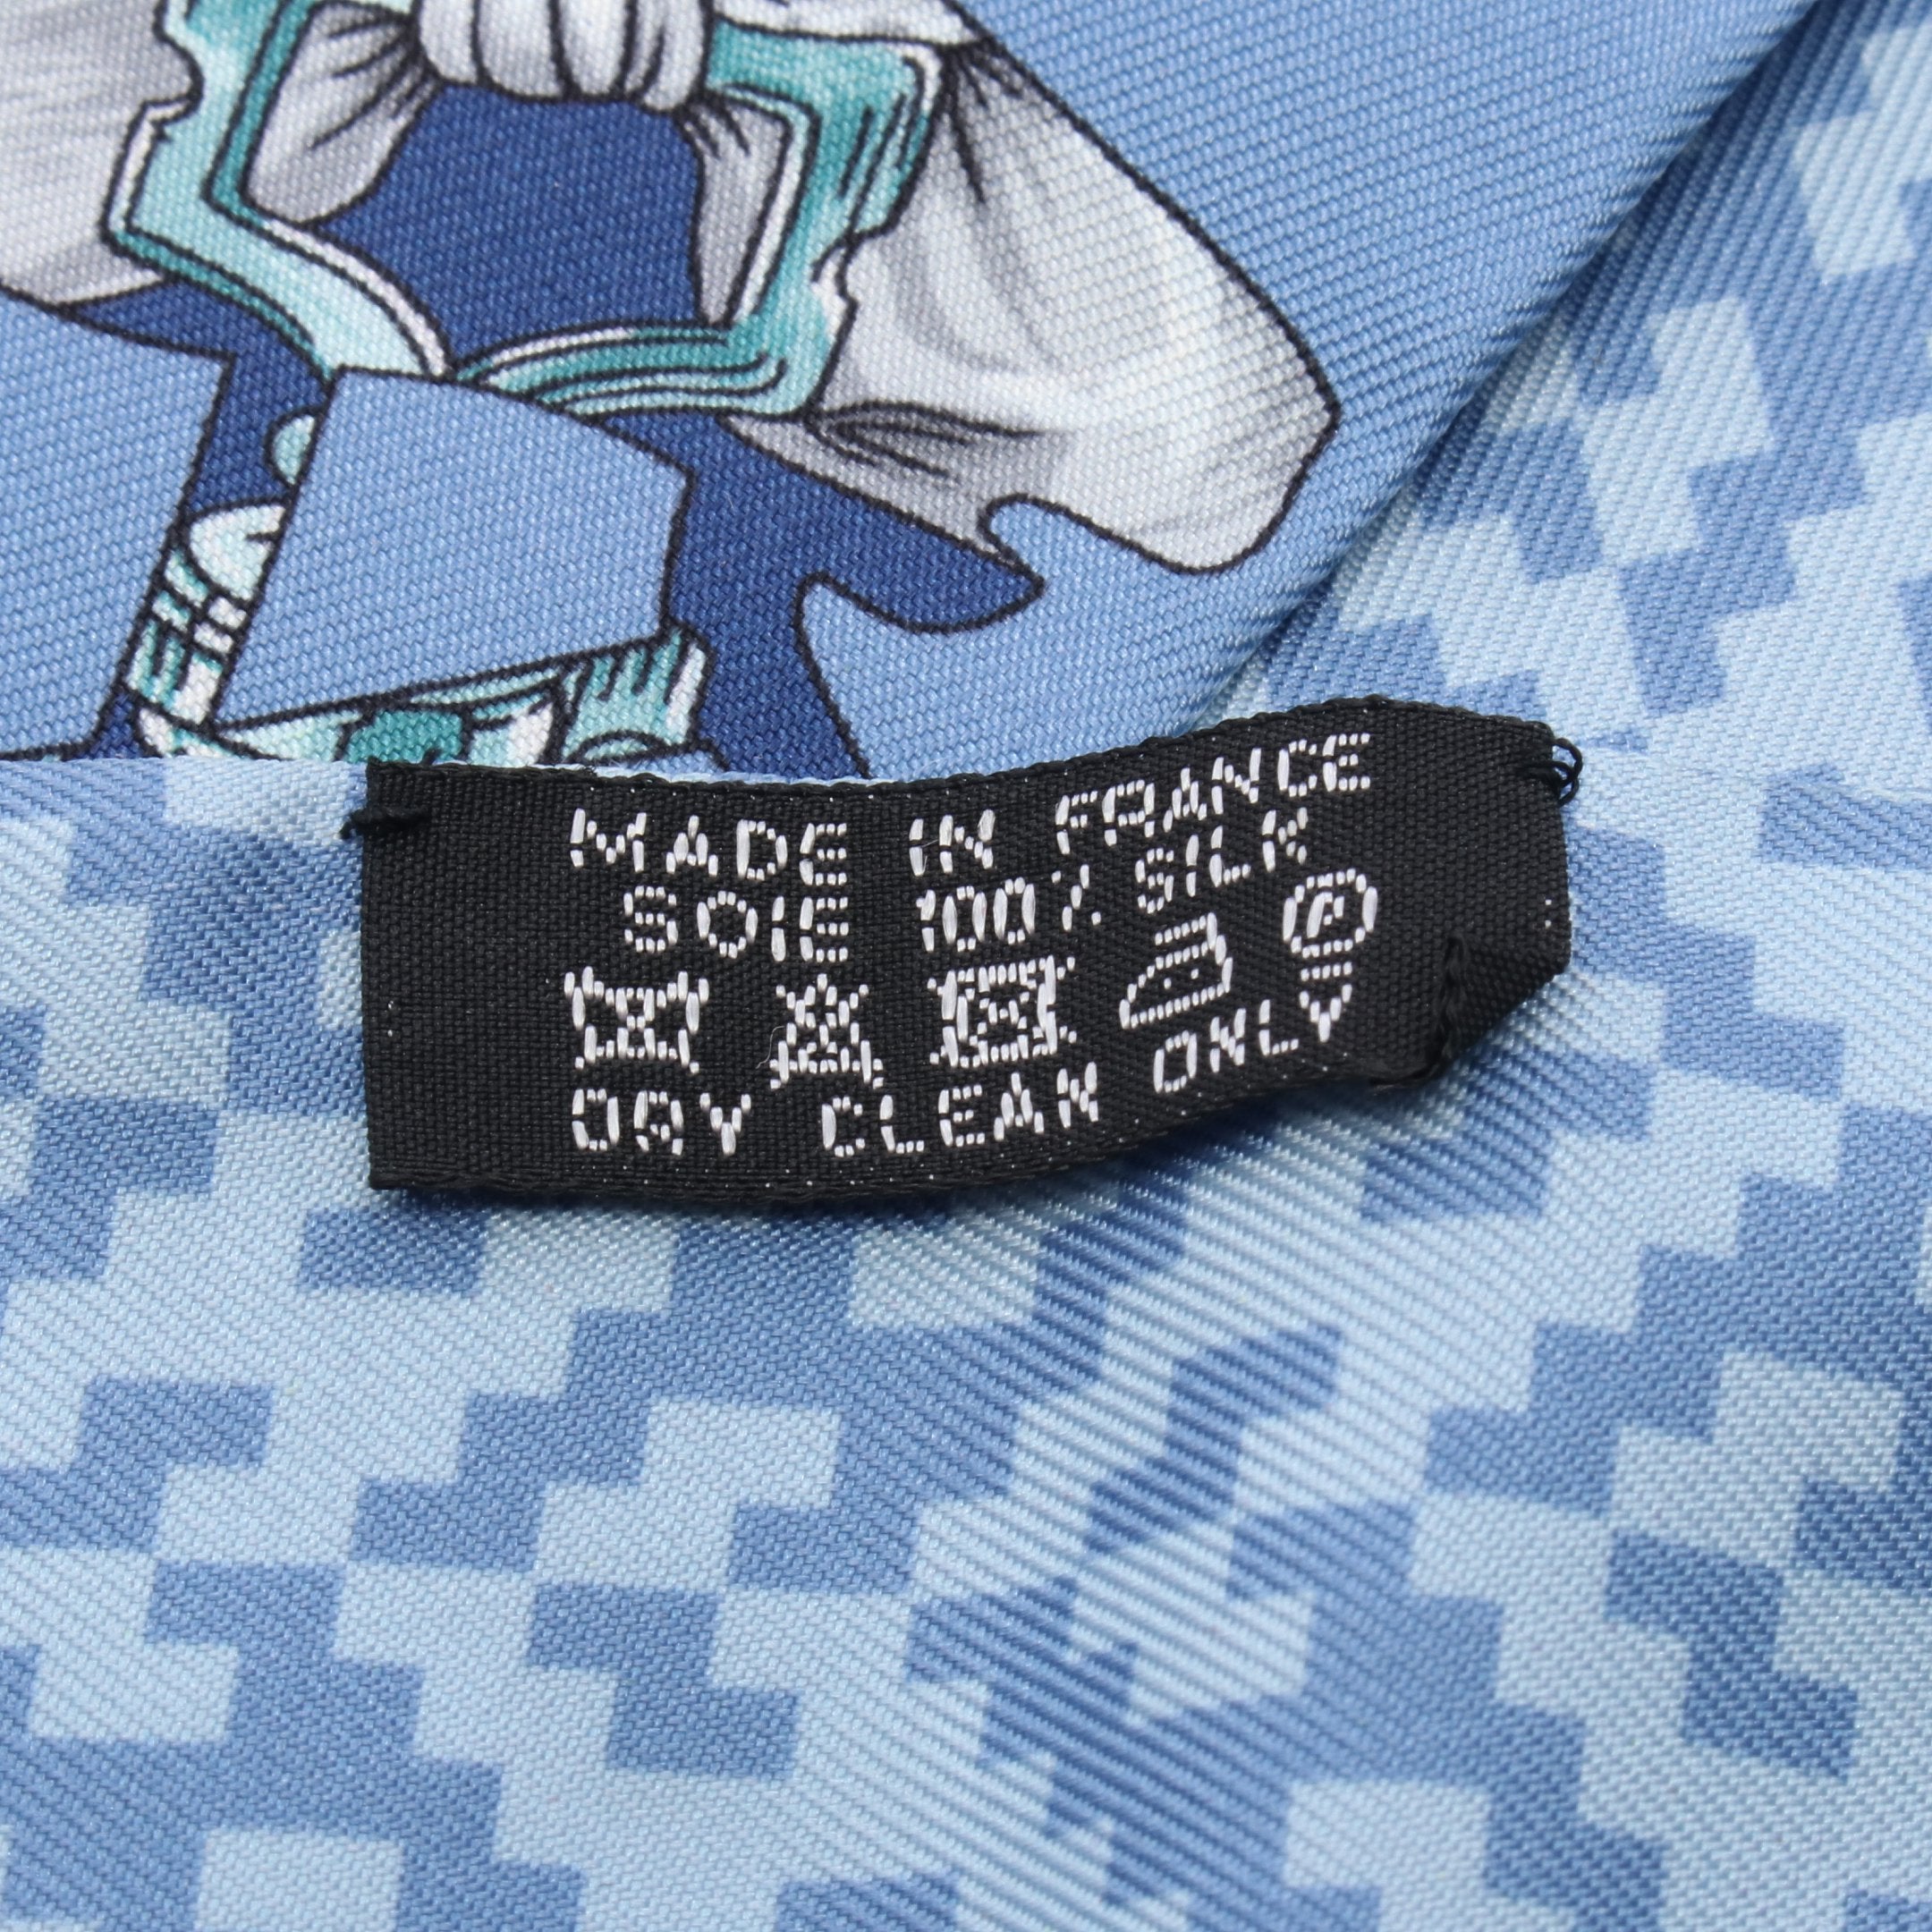 MADE IN FRANCE
SOIE 100% SILK
P
DRY CLEAN ONLY